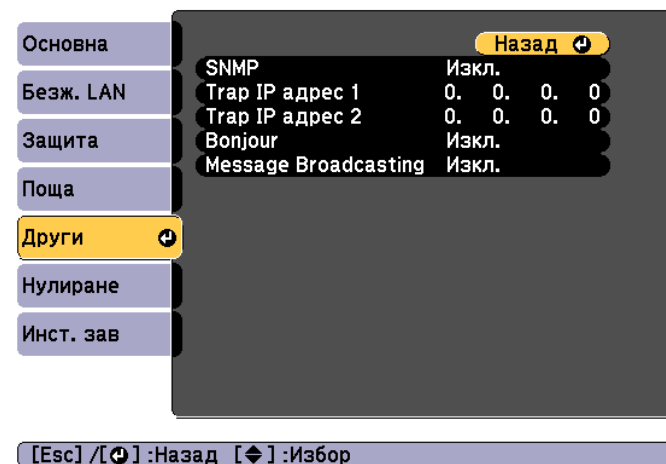 Основна
Безж. LAN
Защита
Поща
Други
Нулиране
Инст. зав
Назад
SNMP Изкл.
Trap IP адрес 1 0. 0. 0. 0
Trap IP адрес 2 0. 0. 0. 0
Bonjour Изкл.
Message Broadcasting Изкл.
[Esc] /[⏎] :Назад [◆] :Избор